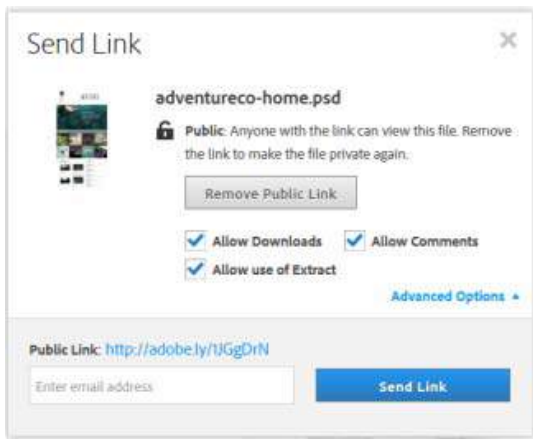 Send Link
adventureco-home.psd
Public: Anyone with the link can view this file. Remove
the link to make the file private again.
Remove Public Link
Allow Downloads Allow Comments
Allow use of Extract
Advanced Options
Public Link: http://adobe.ly/1JGgDrN
Enter email address
Send Link